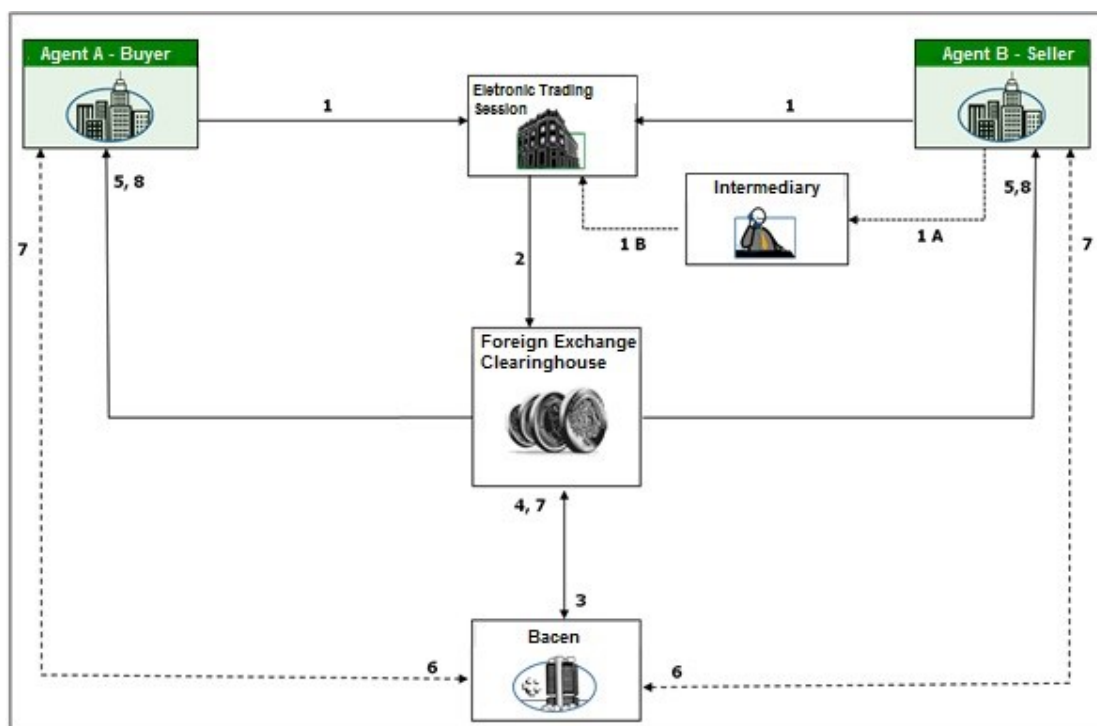 Agent A - Buyer
Agent B - Seller
Eletronic Trading
Session
1
1
Intermediary
5, 8
5,8
1 B
1 A
7
7
2
Foreign Exchange
Clearinghouse
4, 7
3
Bacen
6
6